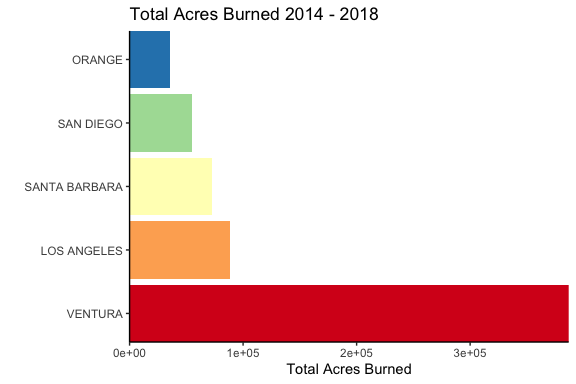 Total Acres Burned 2014 - 2018
ORANGE
SAN DIEGO
SANTA BARBARA
LOS ANGELES
VENTURA
0e+00 1e+05 2e+05 3e+05
Total Acres Burned